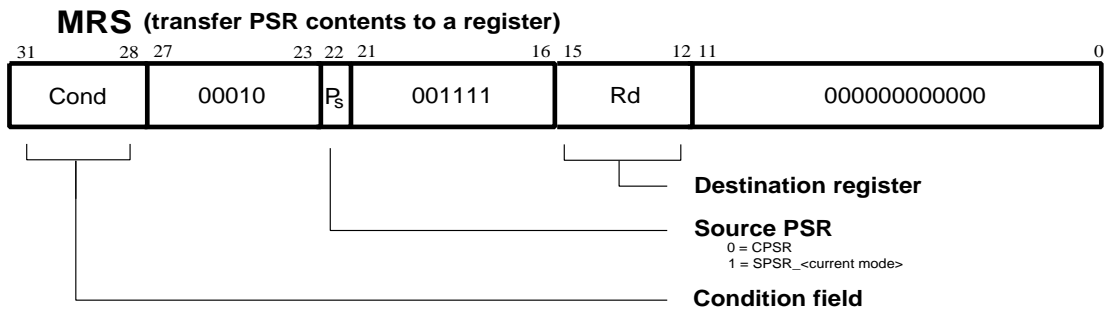 MRS (transfer PSR contents to a register)
31 28 27 23 22 21 16 15 12 11 0
Cond 00010 Ps 001111 Rd 000000000000
Destination register
Source PSR
0 = CPSR
1 = SPSR_<current mode>
Condition field